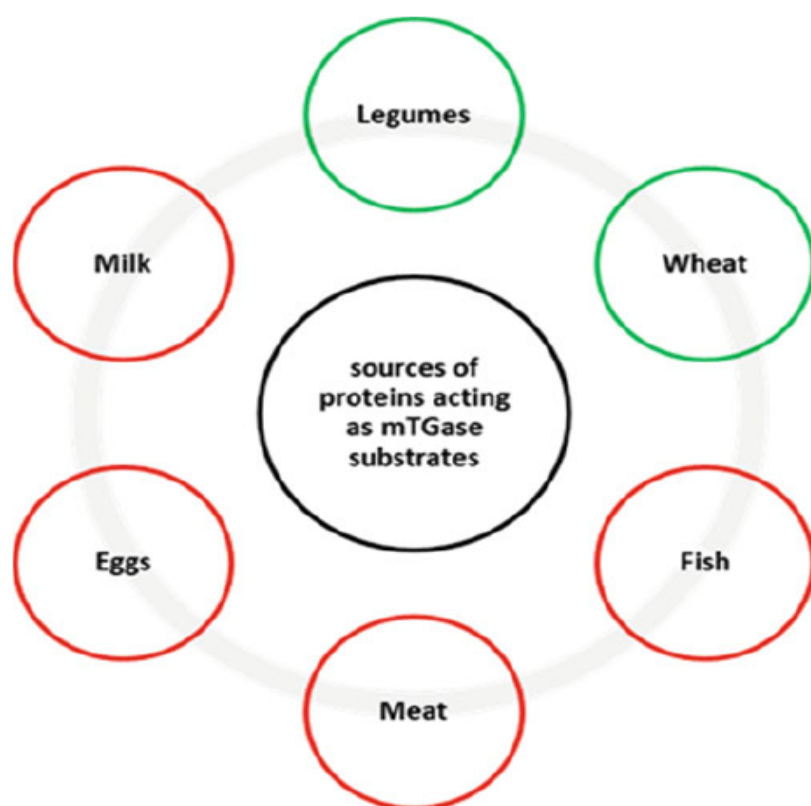 Legumes
Milk
Wheat
sources of
proteins acting
as mTGase
substrates
Eggs
Fish
Meat